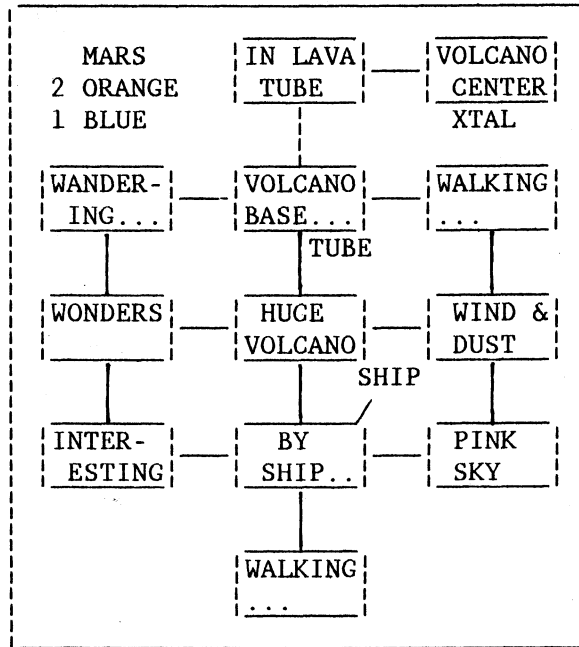 MARS
2 ORANGE
1 BLUE
IN LAVA
TUBE
VOLCANO
CENTER
XTAL
WANDER-
ING...
VOLCANO
BASE...
WALKING
...
TUBE
WONDERS
HUCE
VOLCANO
WIND &
DUST
SHIP
INTER-
ESTING
BY
SHIP..
PINK
SKY
WALKING
...